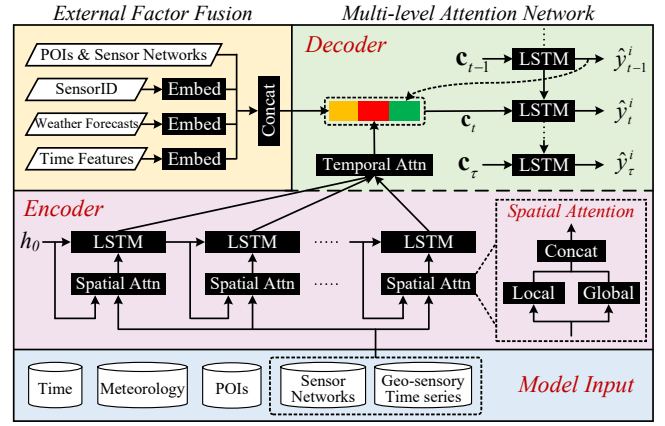 External Factor Fusion
Multi-level Attention Network
POIs & Sensor Networks
SensorID
Embed
Weather Forecasts
Embed
Time Features
Embed
Concat
Decoder
c_{t-1}
LSTM
ŷ^i_{t-1}
c_t
LSTM
ŷ^i_t
c_τ
LSTM
ŷ^i_τ
Temporal Attn
Encoder
h_0
LSTM
LSTM
......
LSTM
Spatial Attn
Spatial Attn
......
Spatial Attn
Spatial Attention
Concat
Local
Global
Time
Meteorology
POIs
Sensor
Networks
Geo-sensory
Time series
Model Input